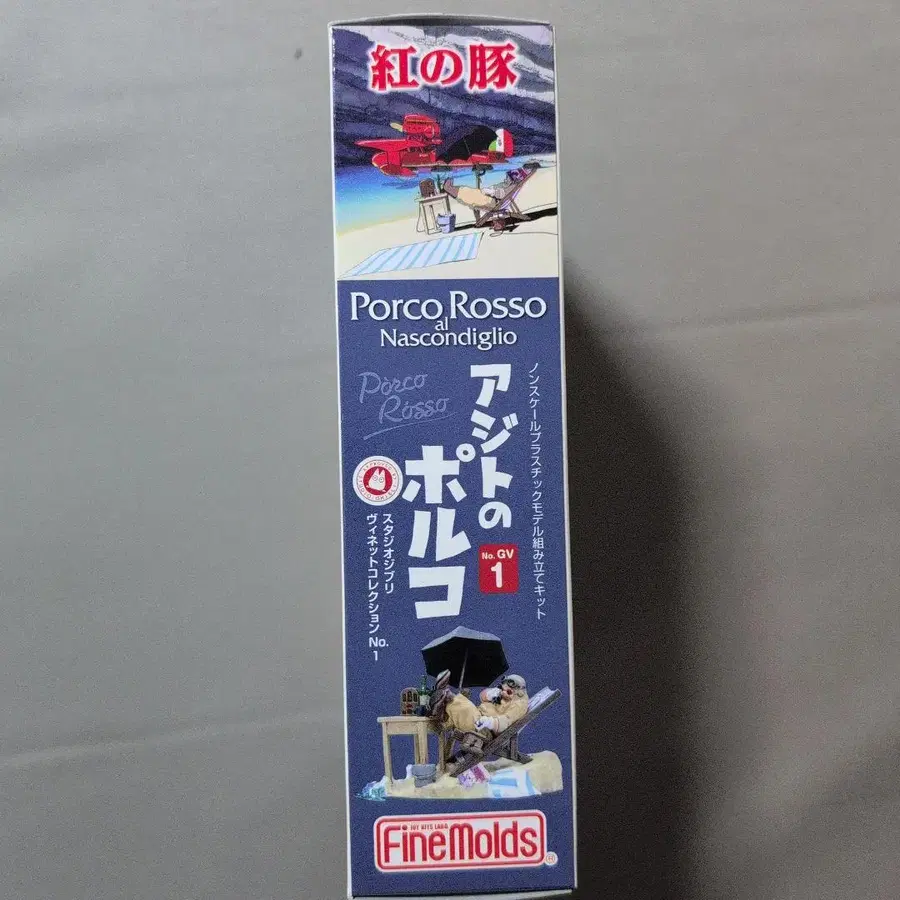 紅の豚
Porco Rosso
al
Nascondiglio
ノンスケールプラスチックモデル組み立てキット
アジトの
ポルコ
Porco
Rosso
No. GV
1
スタジオジブリ
ヴィネットコレクション No.1
FineMolds